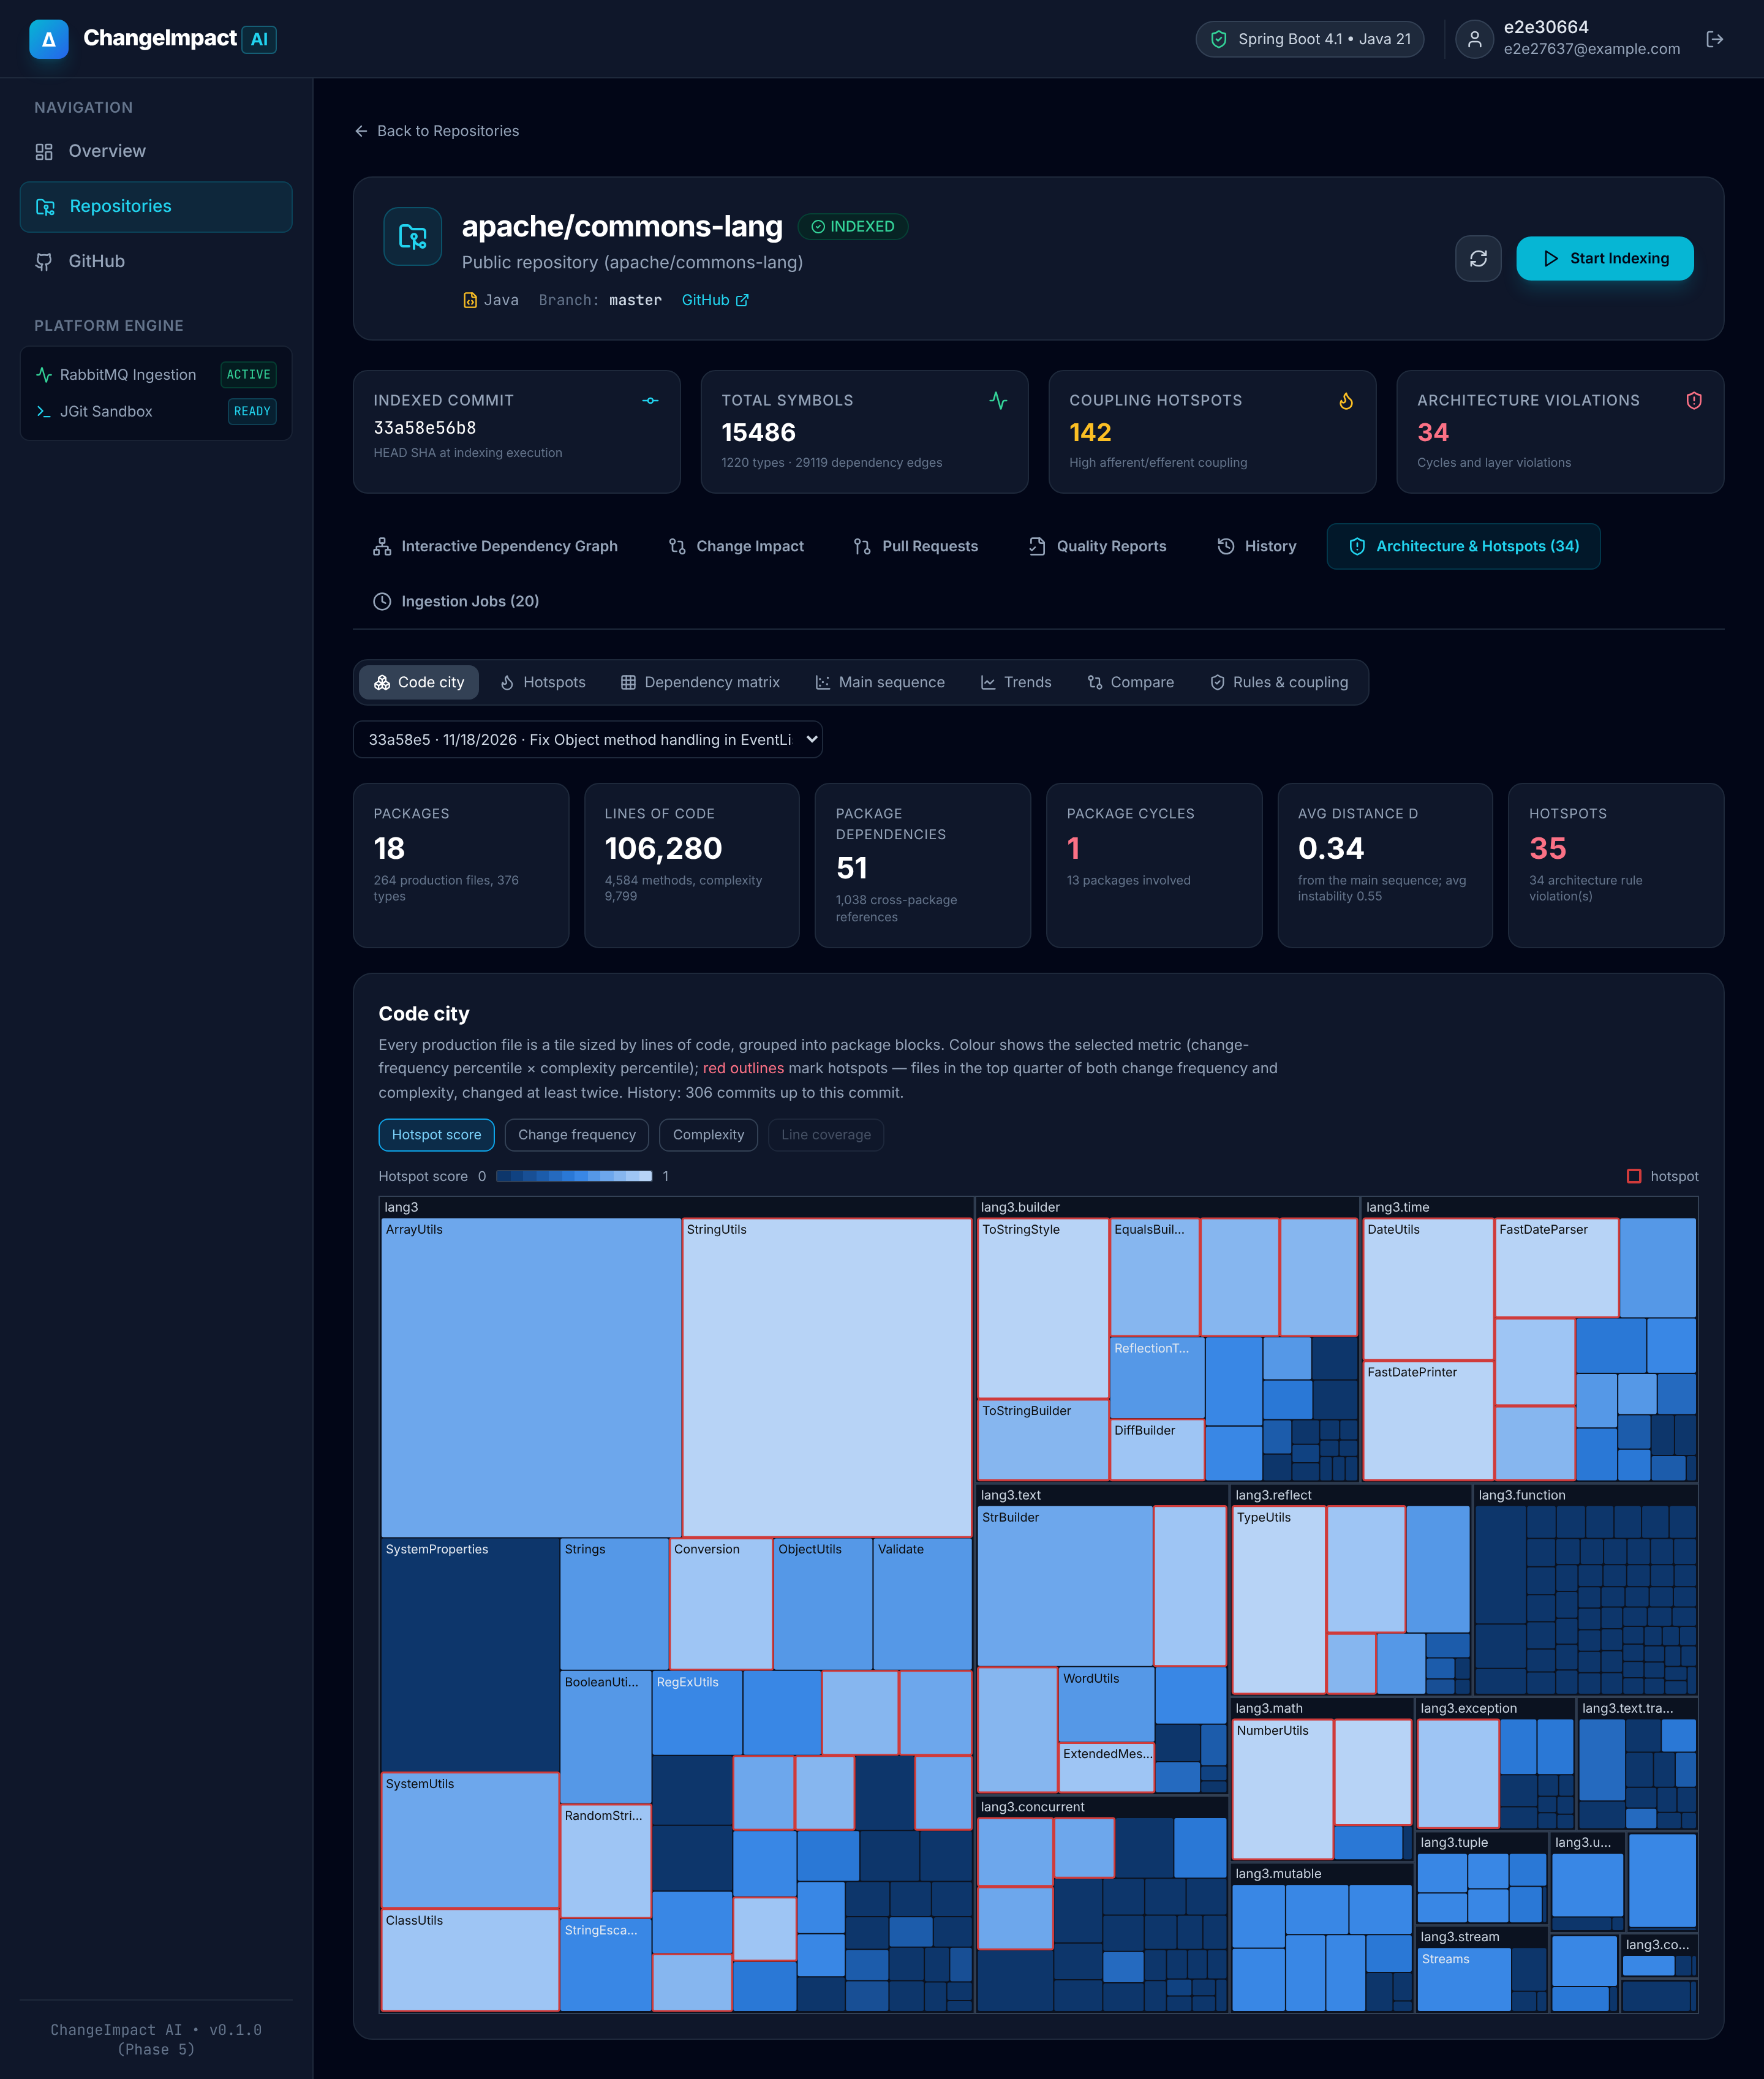 Δ ChangeImpact AI
Spring Boot 4.1 • Java 21
e2e30664
e2e27637@example.com
NAVIGATION
Overview
Repositories
GitHub
PLATFORM ENGINE
RabbitMQ Ingestion ACTIVE
JGit Sandbox READY
ChangeImpact AI • v0.1.0
(Phase 5)
Back to Repositories
apache/commons-lang INDEXED
Public repository (apache/commons-lang)
Java Branch: master GitHub
Start Indexing
INDEXED COMMIT
33a58e56b8
HEAD SHA at indexing execution
TOTAL SYMBOLS
15486
1220 types · 29119 dependency edges
COUPLING HOTSPOTS
142
High afferent/efferent coupling
ARCHITECTURE VIOLATIONS
34
Cycles and layer violations
Interactive Dependency Graph Change Impact Pull Requests Quality Reports History Architecture & Hotspots (34)
Ingestion Jobs (20)
Code city Hotspots Dependency matrix Main sequence Trends Compare Rules & coupling
33a58e5 · 11/18/2026 · Fix Object method handling in EventLi
PACKAGES
18
264 production files, 376
types
LINES OF CODE
106,280
4,584 methods, complexity
9,799
PACKAGE
DEPENDENCIES
51
1,038 cross-package
references
PACKAGE CYCLES
1
13 packages involved
AVG DISTANCE D
0.34
from the main sequence; avg
instability 0.55
HOTSPOTS
35
34 architecture rule
violation(s)
Code city
Every production file is a tile sized by lines of code, grouped into package blocks. Colour shows the selected metric (change-
frequency percentile × complexity percentile); red outlines mark hotspots — files in the top quarter of both change frequency and
complexity, changed at least twice. History: 306 commits up to this commit.
Hotspot score Change frequency Complexity Line coverage
Hotspot score 0 1
hotspot
lang3
ArrayUtils
StringUtils
SystemProperties
Strings
Conversion
ObjectUtils
Validate
BooleanUti...
RegExUtils
SystemUtils
RandomStri...
ClassUtils
StringEsca...
lang3.builder
ToStringStyle
EqualsBuil...
ReflectionT...
ToStringBuilder
DiffBuilder
lang3.time
DateUtils
FastDateParser
FastDatePrinter
lang3.text
StrBuilder
WordUtils
ExtendedMes...
lang3.reflect
TypeUtils
lang3.function
lang3.math
NumberUtils
lang3.exception
lang3.text.tra...
lang3.concurrent
lang3.mutable
lang3.tuple
lang3.u...
lang3.stream
Streams
lang3.co...